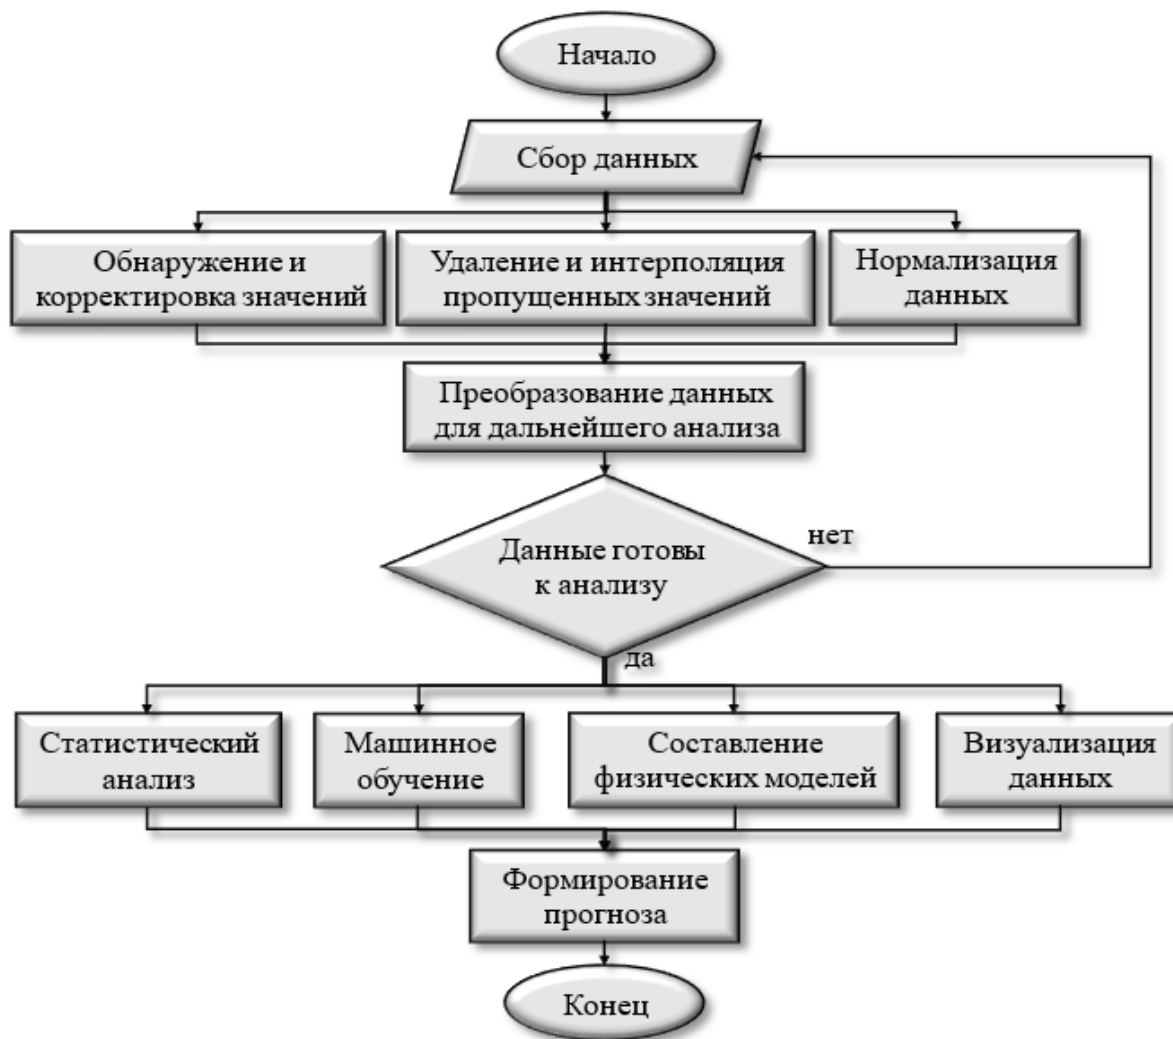 Начало
Сбор данных
Обнаружение и
корректировка значений
Удаление и интерполяция
пропущенных значений
Нормализация
данных
Преобразование данных
для дальнейшего анализа
Данные готовы
к анализу
нет
да
Статистический
анализ
Машинное
обучение
Составление
физических моделей
Визуализация
данных
Формирование
прогноза
Конец